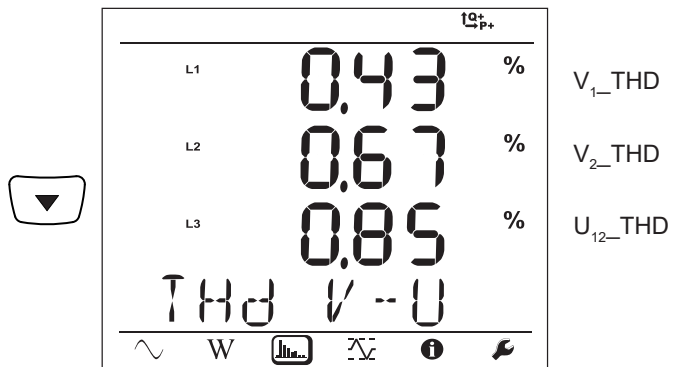 Q+
P+
L1 0.43 % V₁_THD
L2 0.67 % V₂_THD
L3 0.85 % U₁₂_THD
THd V-U
W